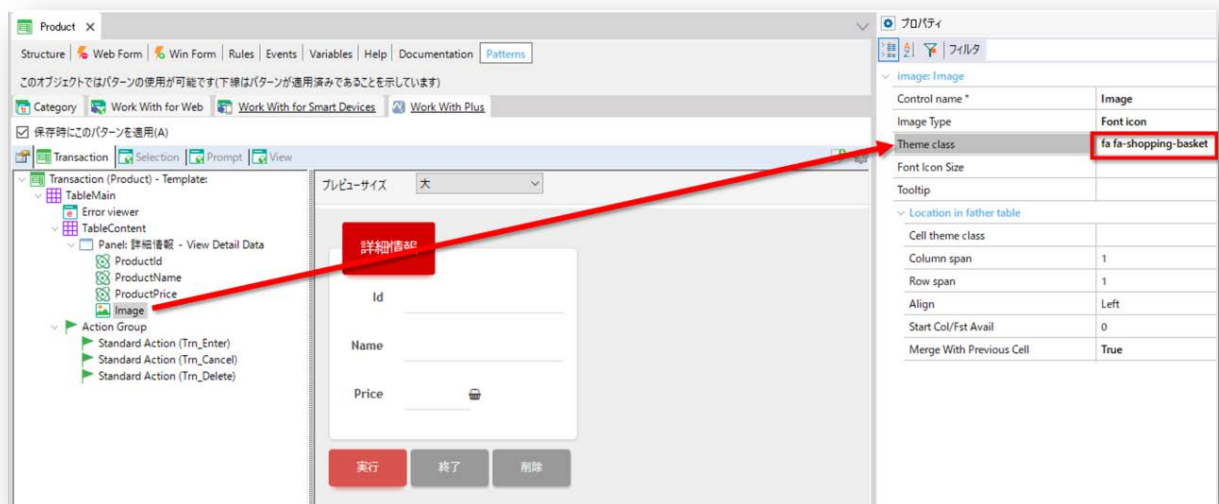 Product
Structure Web Form Win Form Rules Events Variables Help Documentation Patterns
このオブジェクトではパターンの使用が可能です(下線はパターンが適用済みであることを示しています)
Category Work With for Web Work With for Smart Devices Work With Plus
保存時にこのパターンを適用(A)
Transaction Selection Prompt View
Transaction (Product) - Template:
TableMain
Error viewer
TableContent
Panel: 詳細情報 - View Detail Data
ProductId
ProductName
ProductPrice
Image
Action Group
Standard Action (Trn_Enter)
Standard Action (Trn_Cancel)
Standard Action (Trn_Delete)
プレビューサイズ 大
詳細情報
Id
Name
Price
実行 終了 削除
プロパティ
フィルタ
image: Image
Control name * Image
Image Type Font icon
Theme class fa fa-shopping-basket
Font Icon Size
Tooltip
Location in father table
Cell theme class
Column span 1
Row span 1
Align Left
Start Col/Fst Avail 0
Merge With Previous Cell True